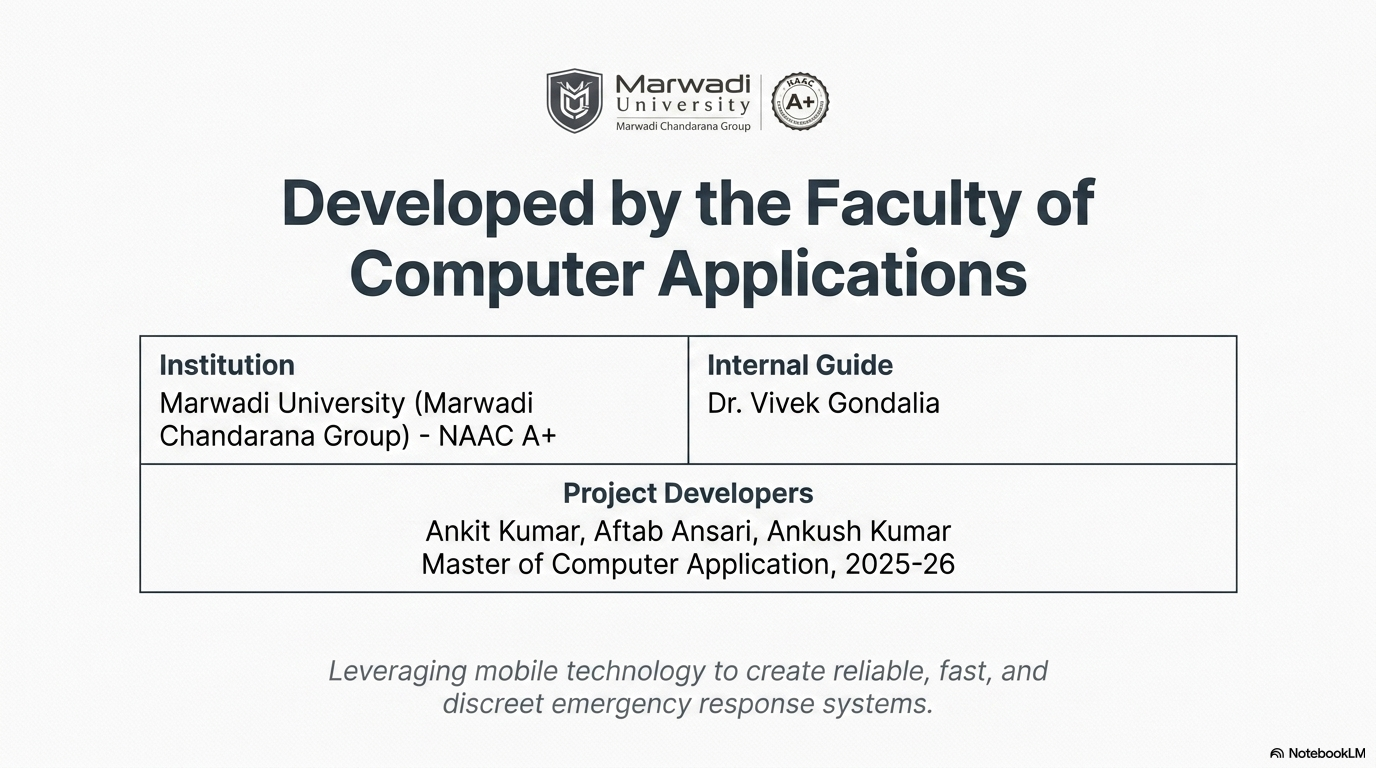 Marwadi
University
Marwadi Chandarana Group
NAAC
A+
Developed by the Faculty of
Computer Applications
Institution
Marwadi University (Marwadi
Chandarana Group) - NAAC A+
Internal Guide
Dr. Vivek Gondalia
Project Developers
Ankit Kumar, Aftab Ansari, Ankush Kumar
Master of Computer Application, 2025-26
Leveraging mobile technology to create reliable, fast, and
discreet emergency response systems.
NotebookLM